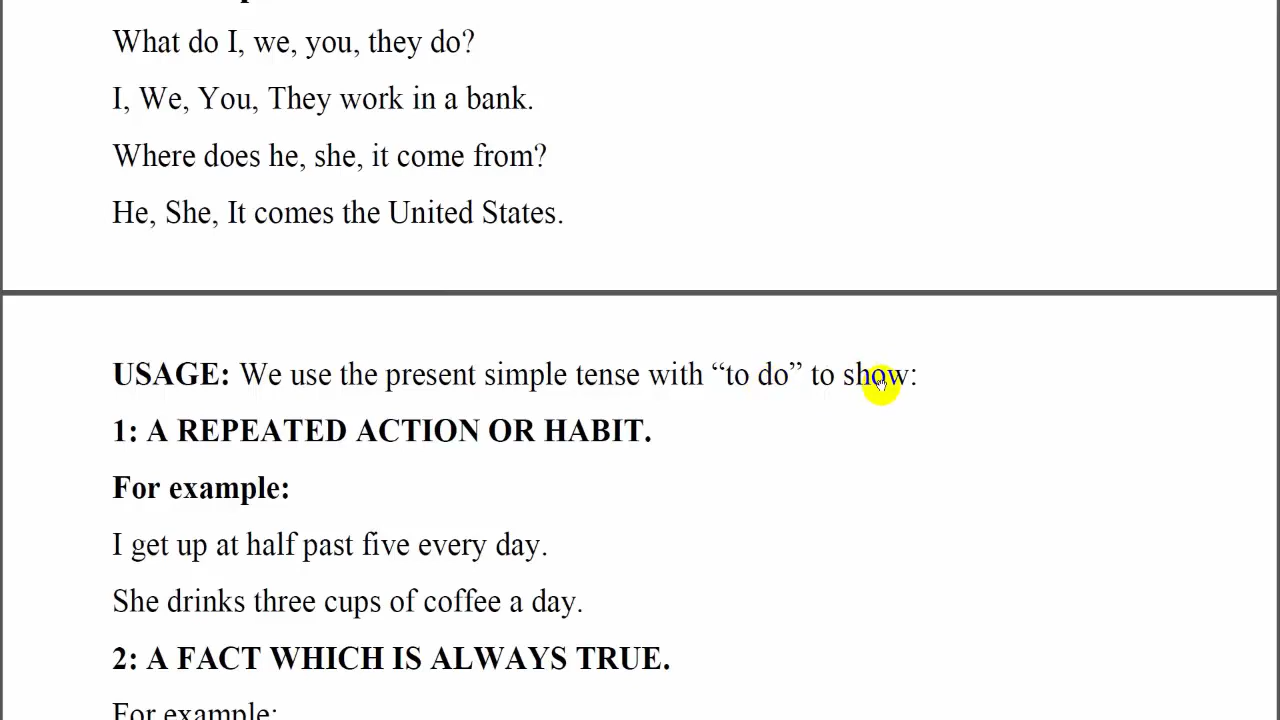 What do I, we, you, they do?
I, We, You, They work in a bank.
Where does he, she, it come from?
He, She, It comes the United States.
USAGE: We use the present simple tense with “to do” to show:
1: A REPEATED ACTION OR HABIT.
For example:
I get up at half past five every day.
She drinks three cups of coffee a day.
2: A FACT WHICH IS ALWAYS TRUE.
For example: